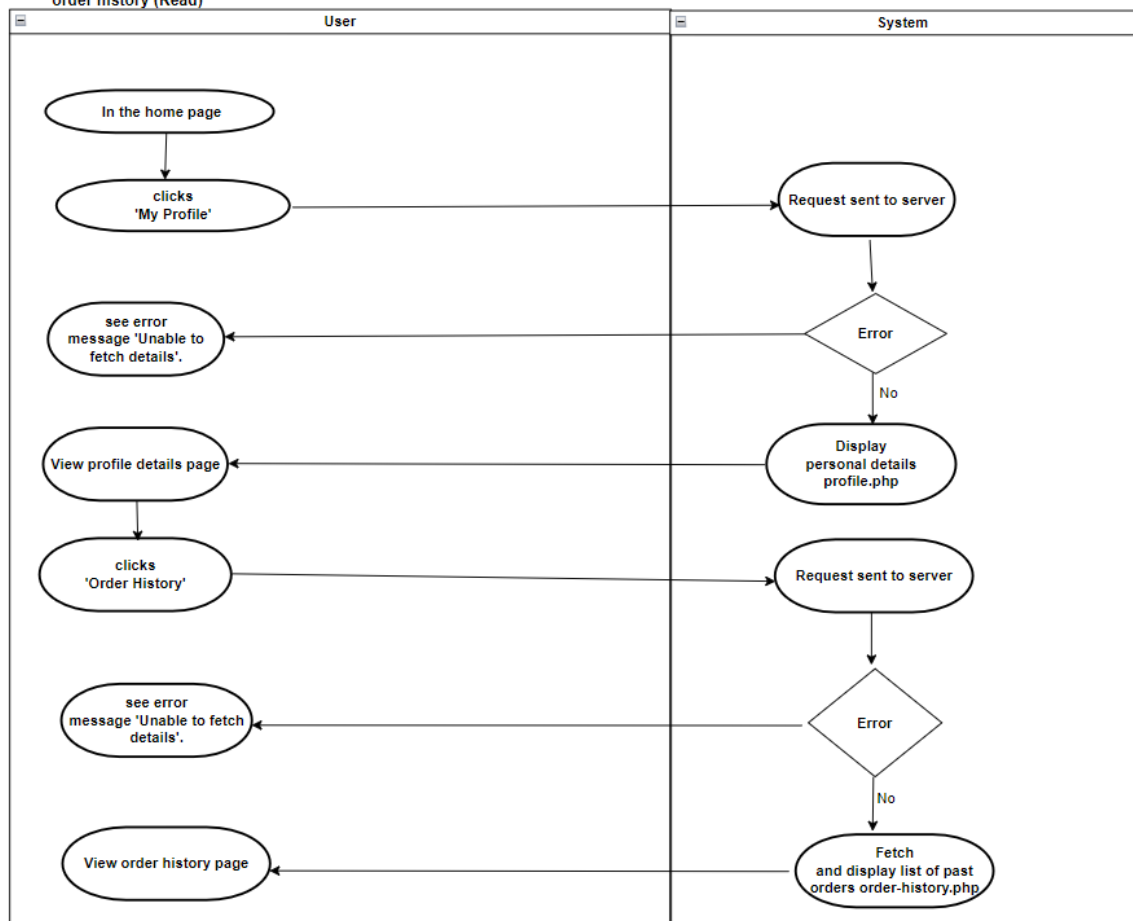 order history (Read)
User
System
In the home page
clicks
'My Profile'
Request sent to server
Error
see error
message 'Unable to
fetch details'.
No
Display
personal details
profile.php
View profile details page
clicks
'Order History'
Request sent to server
Error
see error
message 'Unable to fetch
details'.
No
Fetch
and display list of past
orders order-history.php
View order history page